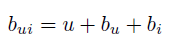 b_{ui} = u + b_u + b_i